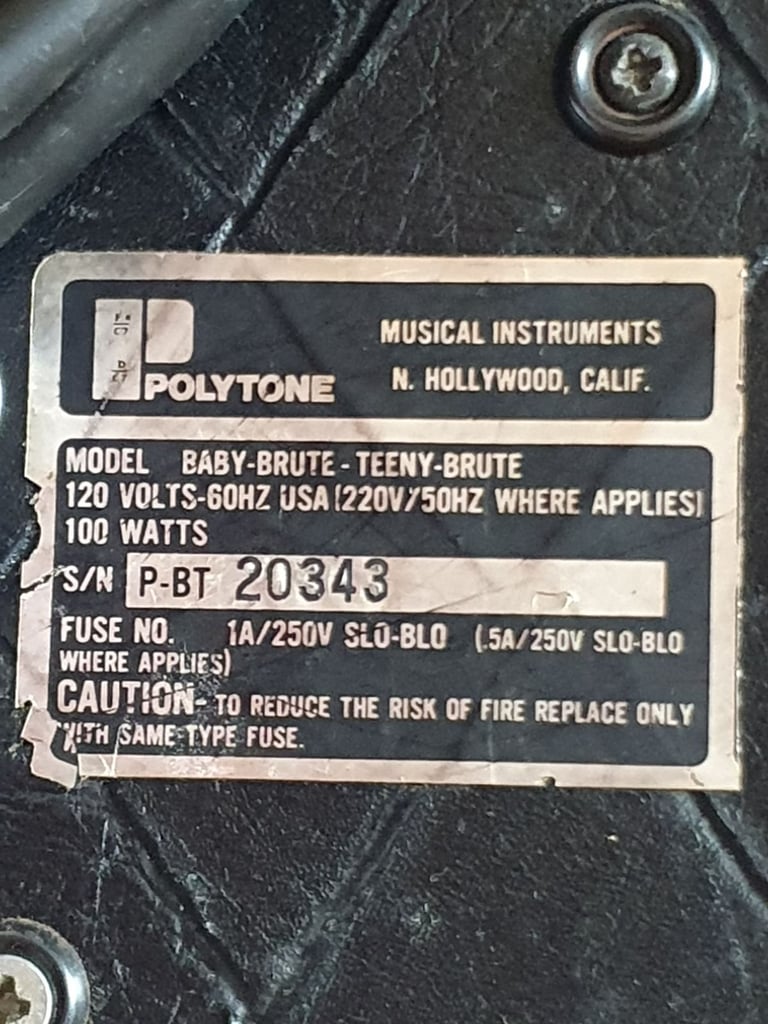 POLYTONE
MUSICAL INSTRUMENTS
N. HOLLYWOOD, CALIF.
MODEL BABY-BRUTE - TEENY-BRUTE
120 VOLTS-60HZ USA (220V/50HZ WHERE APPLIES)
100 WATTS
S/N P-BT 20343
FUSE NO. 1A/250V SLO-BLO (.5A/250V SLO-BLO
WHERE APPLIES)
CAUTION- TO REDUCE THE RISK OF FIRE REPLACE ONLY
WITH SAME TYPE FUSE.